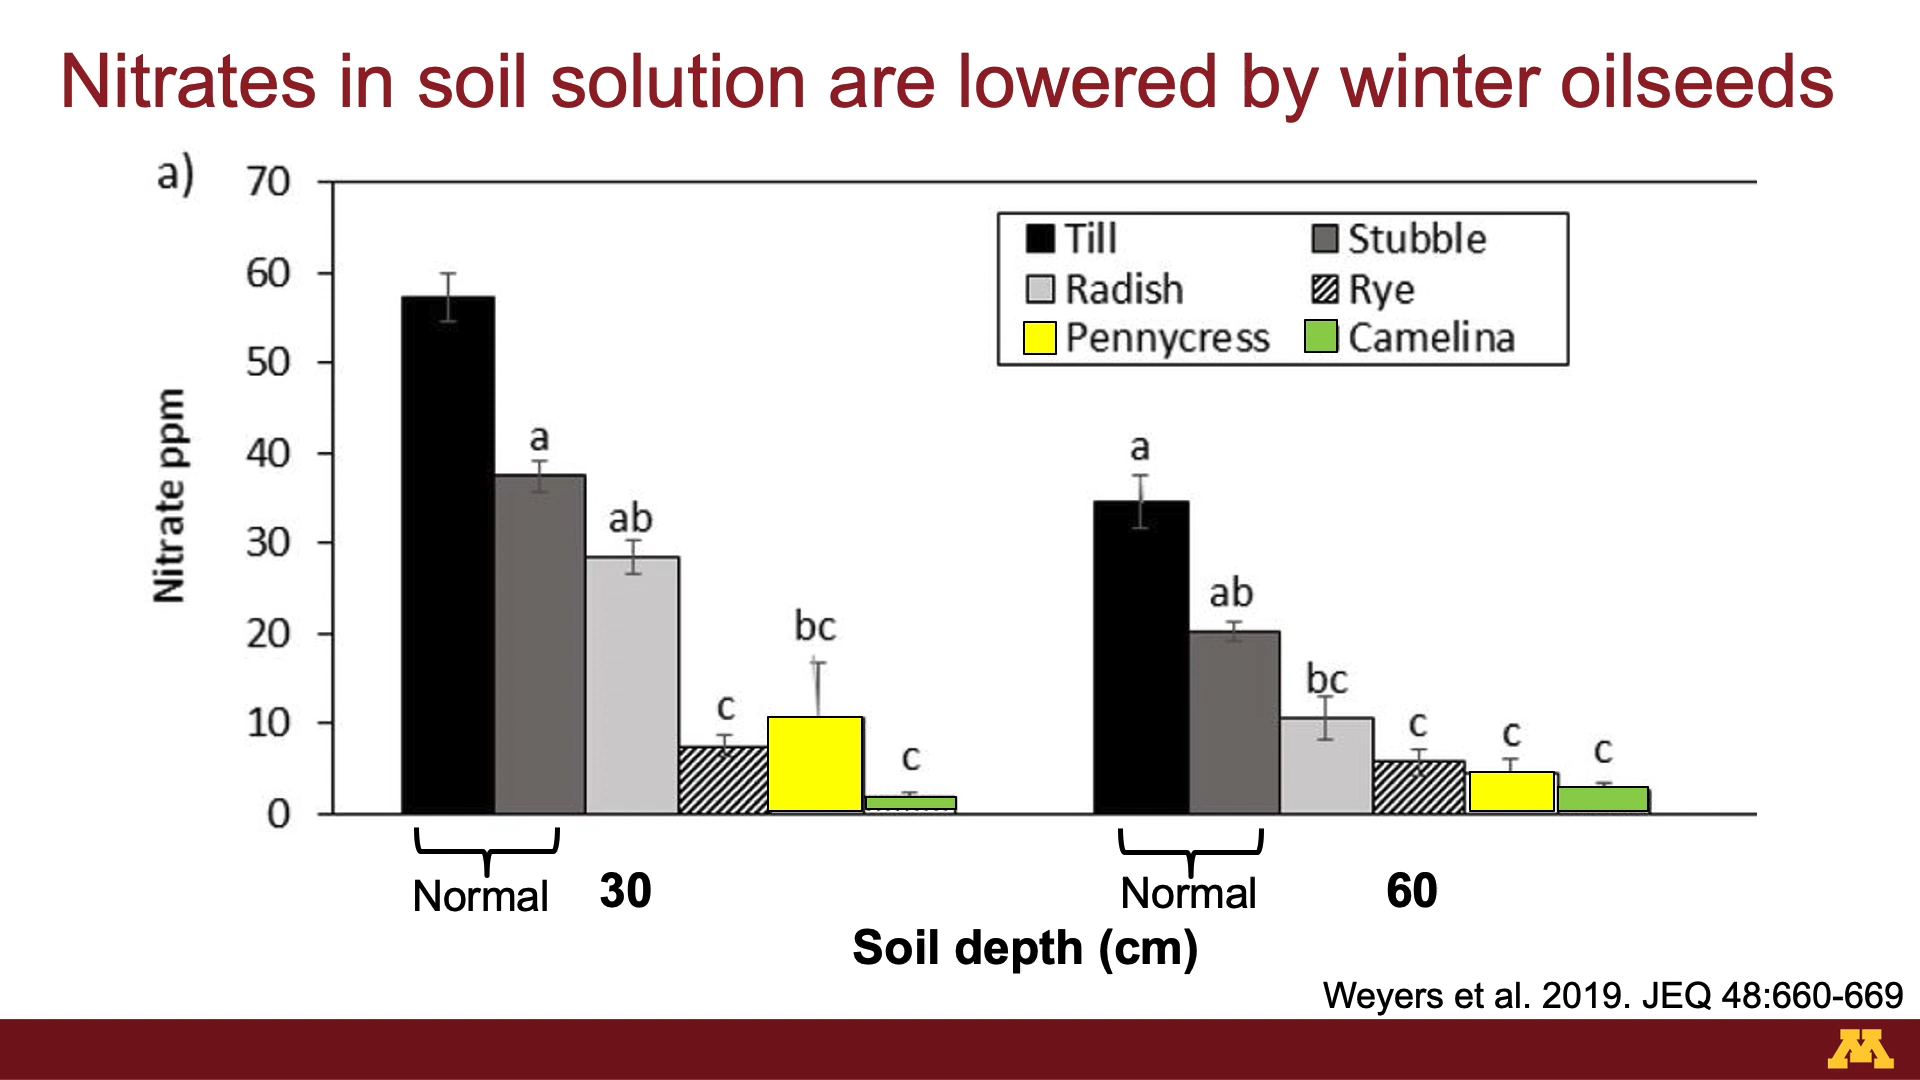 Nitrates in soil solution are lowered by winter oilseeds
a)
70
60
50
40
30
20
10
0
Nitrate ppm
Till
Stubble
Radish
Rye
Pennycress
Camelina
a
ab
c
bc
c
a
ab
bc
c
c
c
Normal
30
Normal
60
Soil depth (cm)
Weyers et al. 2019. JEQ 48:660-669
M